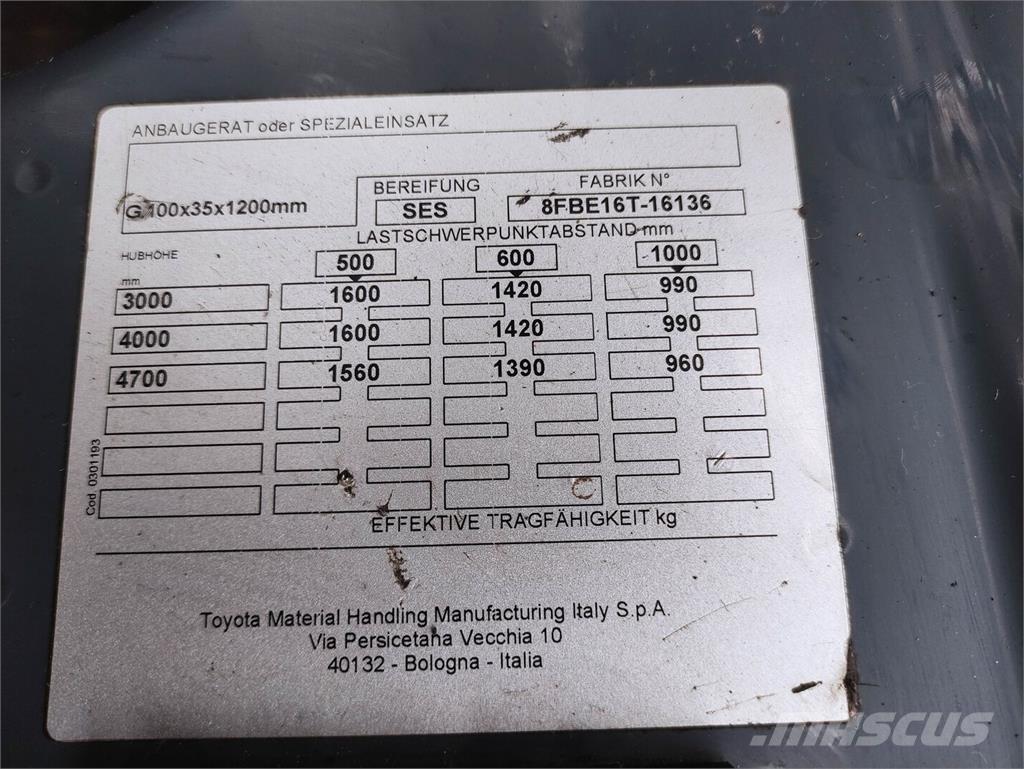 ANBAUGERAT oder SPEZIALEINSATZ
G.100x35x1200mm
BEREIFUNG
SES
FABRIK N°
8FBE16T-16136
LASTSCHWERPUNKTABSTAND mm
HUBHÖHE
mm
500 600 1000
3000 1600 1420 990
4000 1600 1420 990
4700 1560 1390 960
EFFEKTIVE TRAGFÄHIGKEIT kg
Cod. 0301193
Toyota Material Handling Manufacturing Italy S.p.A.
Via Persicetana Vecchia 10
40132 - Bologna - Italia
mascus